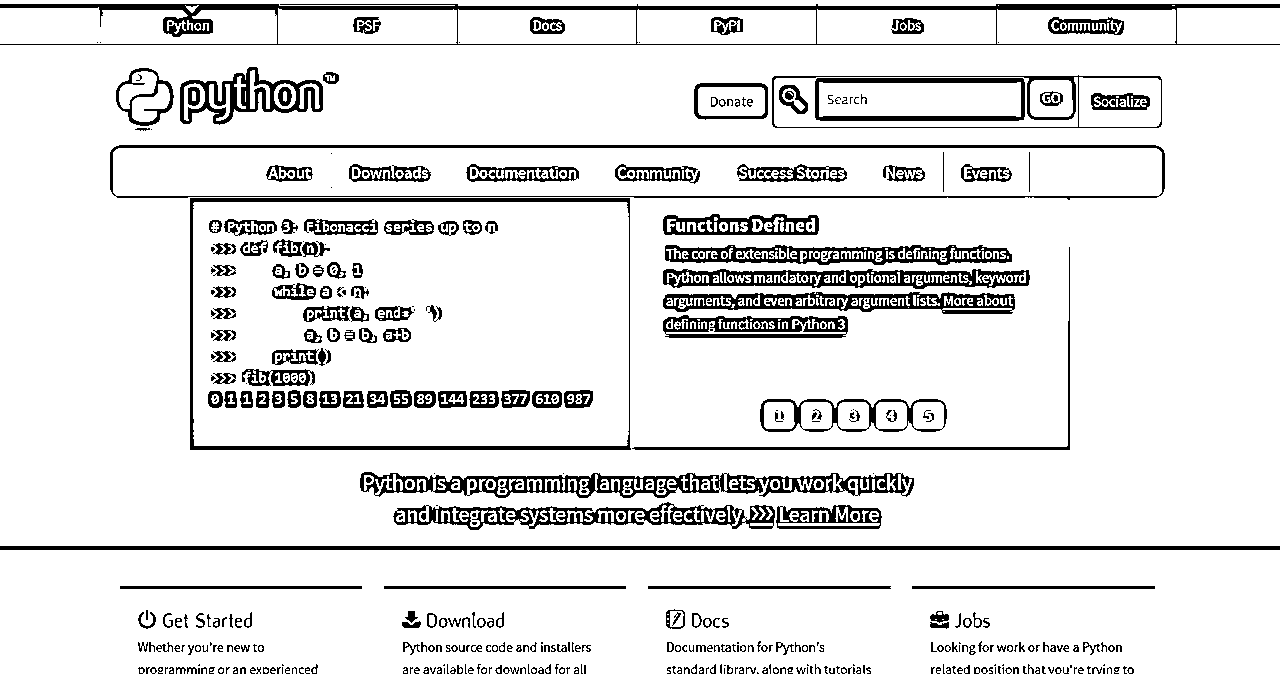 Python PSF Docs PyPI Jobs Community
python™
Donate Search GO Socialize
About Downloads Documentation Community Success Stories News Events
# Python 3: Fibonacci series up to n
>>> def fib(n):
>>> a, b = 0, 1
>>> while a < n:
>>> print(a, end=' ')
>>> a, b = b, a+b
>>> print()
>>> fib(1000)
0 1 1 2 3 5 8 13 21 34 55 89 144 233 377 610 987
Functions Defined
The core of extensible programming is defining functions.
Python allows mandatory and optional arguments, keyword
arguments, and even arbitrary argument lists. More about
defining functions in Python 3
1 2 3 4 5
Python is a programming language that lets you work quickly
and integrate systems more effectively. >>> Learn More
Get Started
Whether you're new to
programming or an experienced
Download
Python source code and installers
are available for download for all
Docs
Documentation for Python's
standard library, along with tutorials
Jobs
Looking for work or have a Python
related position that you're trying to